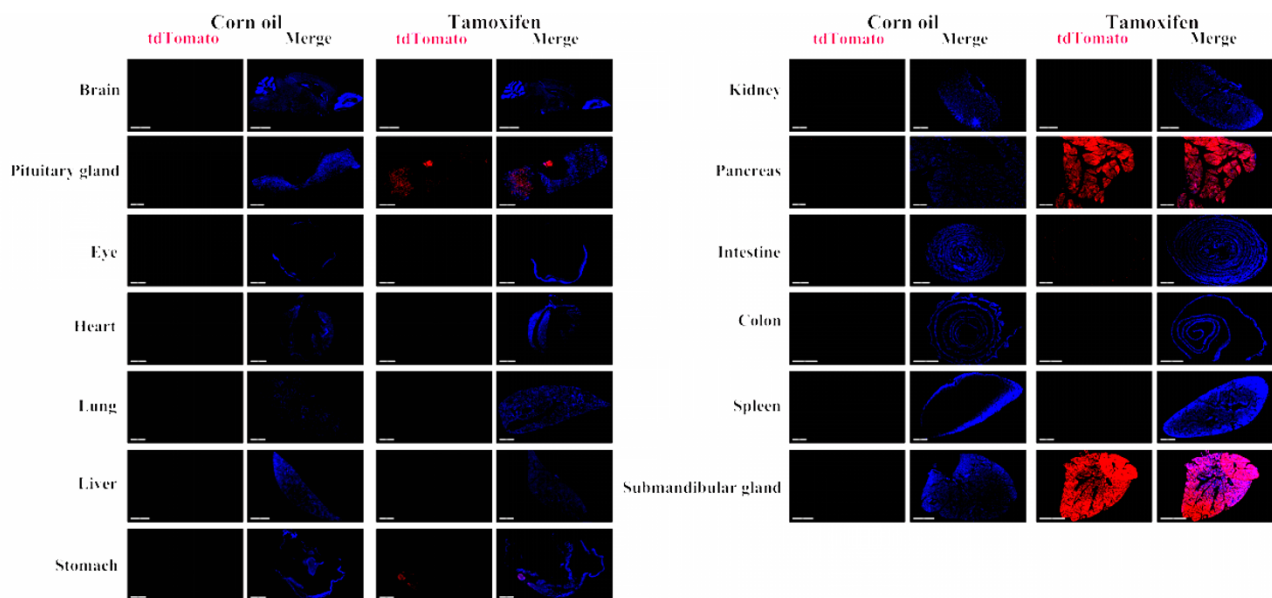 Corn oil Tamoxifen
tdTomato Merge tdTomato Merge
Brain
Pituitary gland
Eye
Heart
Lung
Liver
Stomach
Corn oil Tamoxifen
tdTomato Merge tdTomato Merge
Kidney
Pancreas
Intestine
Colon
Spleen
Submandibular gland